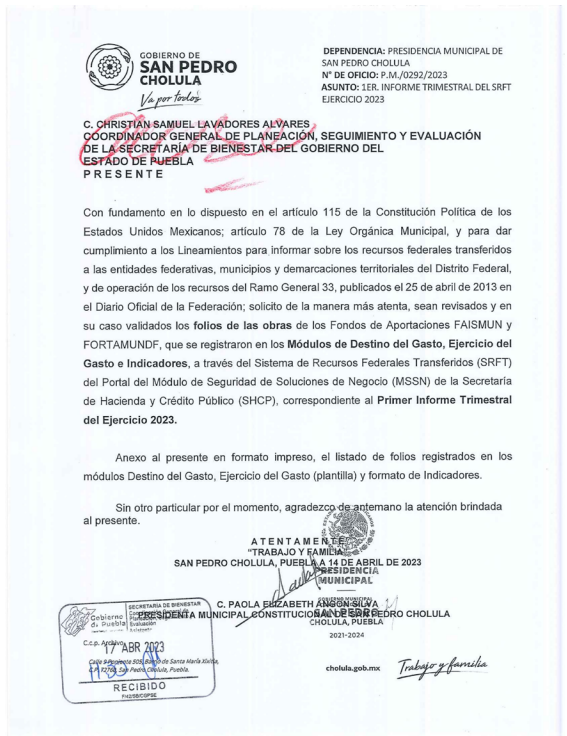 GOBIERNO DE
SAN PEDRO
CHOLULA
Va por todos
DEPENDENCIA: PRESIDENCIA MUNICIPAL DE
SAN PEDRO CHOLULA
N° DE OFICIO: P.M./0292/2023
ASUNTO: 1ER. INFORME TRIMESTRAL DEL SRFT
EJERCICIO 2023
C. CHRISTIAN SAMUEL LAVADORES ALVARES
COORDINADOR GENERAL DE PLANEACIÓN, SEGUIMIENTO Y EVALUACIÓN
DE LA SECRETARÍA DE BIENESTAR DEL GOBIERNO DEL
ESTADO DE PUEBLA
P R E S E N T E
Con fundamento en lo dispuesto en el artículo 115 de la Constitución Política de los
Estados Unidos Mexicanos; artículo 78 de la Ley Orgánica Municipal, y para dar
cumplimiento a los Lineamientos para informar sobre los recursos federales transferidos
a las entidades federativas, municipios y demarcaciones territoriales del Distrito Federal,
y de operación de los recursos del Ramo General 33, publicados el 25 de abril de 2013 en
el Diario Oficial de la Federación; solicito de la manera más atenta, sean revisados y en
su caso validados los folios de las obras de los Fondos de Aportaciones FAISMUN y
FORTAMUNDF, que se registraron en los Módulos de Destino del Gasto, Ejercicio del
Gasto e Indicadores, a través del Sistema de Recursos Federales Transferidos (SRFT)
del Portal del Módulo de Seguridad de Soluciones de Negocio (MSSN) de la Secretaría
de Hacienda y Crédito Público (SHCP), correspondiente al Primer Informe Trimestral
del Ejercicio 2023.
Anexo al presente en formato impreso, el listado de folios registrados en los
módulos Destino del Gasto, Ejercicio del Gasto (plantilla) y formato de Indicadores.
Sin otro particular por el momento, agradezco de antemano la atención brindada
al presente.
A T E N T A M E N T E
"TRABAJO Y FAMILIA"
SAN PEDRO CHOLULA, PUEBLA A 14 DE ABRIL DE 2023
PRESIDENCIA
MUNICIPAL
C. PAOLA ELIZABETH ANGON SILVA
PRESIDENTA MUNICIPAL CONSTITUCIONAL DE SAN PEDRO CHOLULA
GOBIERNO MUNICIPAL
SAN PEDRO
CHOLULA, PUEBLA
2021-2024
Gobierno
de Puebla
SECRETARÍA DE BIENESTAR
Coordinación General de
Planeación
Evaluación
C.c.p. Archivo
17 ABR 2023
Calle 9 Poniente 505, Barrio de Santa María Xixitla,
C.P. 72760, San Pedro Cholula, Puebla.
RECIBIDO
cholula.gob.mx
Trabajo y familia